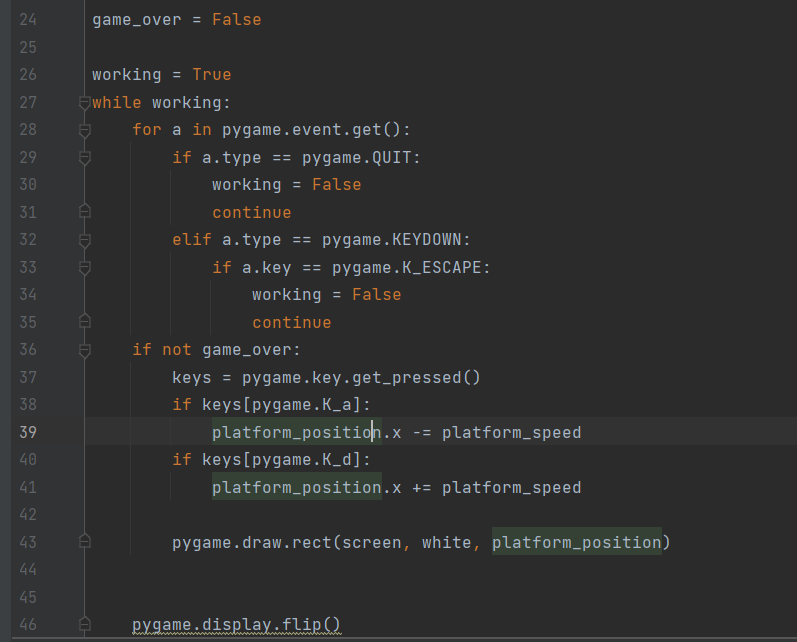 24 game_over = False
25
26 working = True
27 while working:
28     for a in pygame.event.get():
29         if a.type == pygame.QUIT:
30             working = False
31             continue
32         elif a.type == pygame.KEYDOWN:
33             if a.key == pygame.K_ESCAPE:
34                 working = False
35                 continue
36     if not game_over:
37         keys = pygame.key.get_pressed()
38         if keys[pygame.K_a]:
39             platform_position.x -= platform_speed
40         if keys[pygame.K_d]:
41             platform_position.x += platform_speed
42
43         pygame.draw.rect(screen, white, platform_position)
44
45
46     pygame.display.flip()